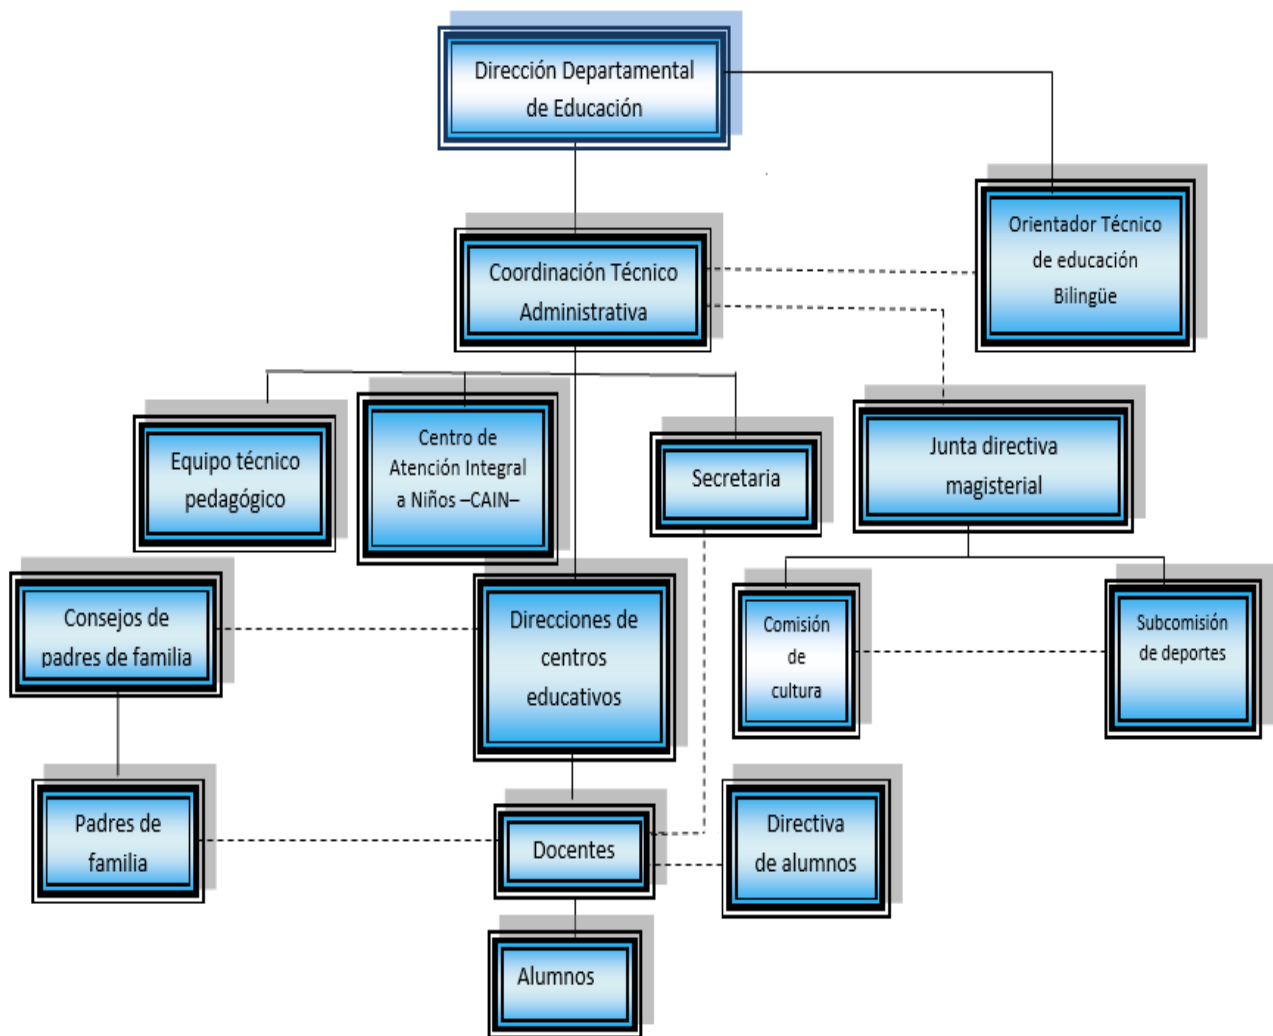 Dirección Departamental
de Educación
Orientador Técnico
de educación
Bilingüe
Coordinación Técnico
Administrativa
Equipo técnico
pedagógico
Centro de
Atención Integral
a Niños –CAIN–
Secretaria
Junta directiva
magisterial
Consejos de
padres de familia
Direcciones de
centros
educativos
Comisión
de
cultura
Subcomisión
de deportes
Padres de
familia
Docentes
Directiva
de alumnos
Alumnos